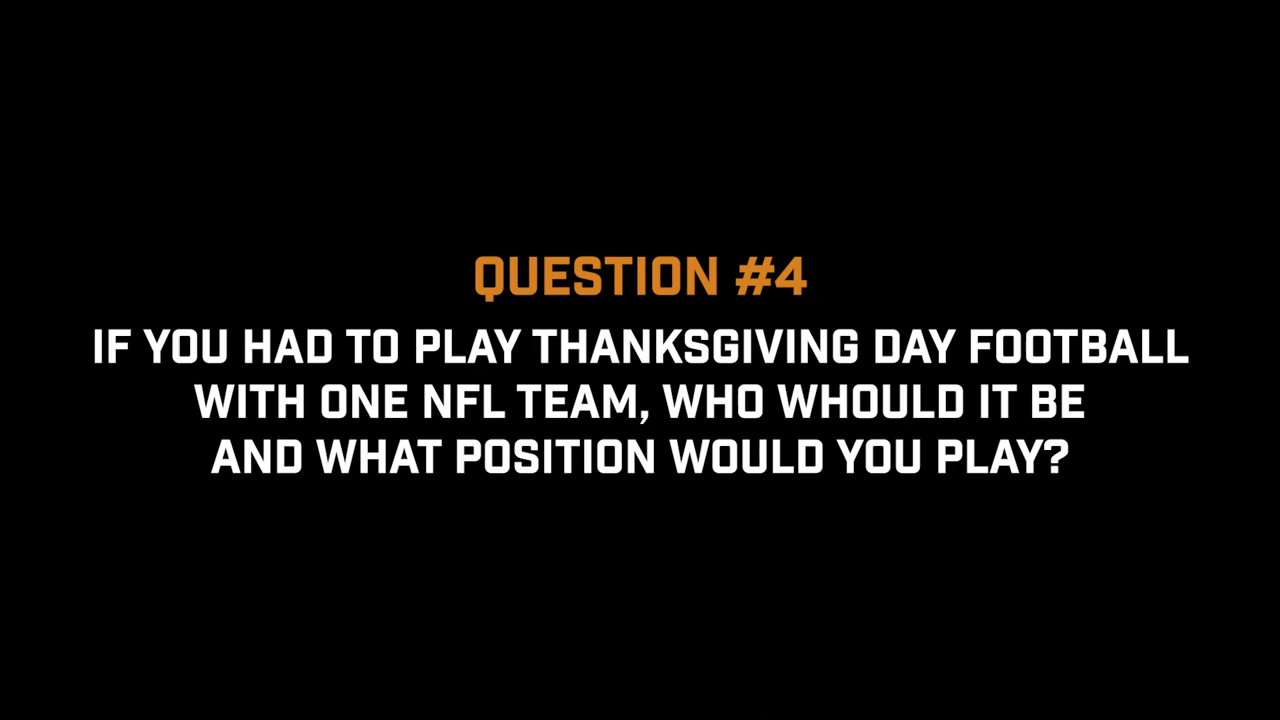 QUESTION #4
IF YOU HAD TO PLAY THANKSGIVING DAY FOOTBALL
WITH ONE NFL TEAM, WHO WHOULD IT BE
AND WHAT POSITION WOULD YOU PLAY?